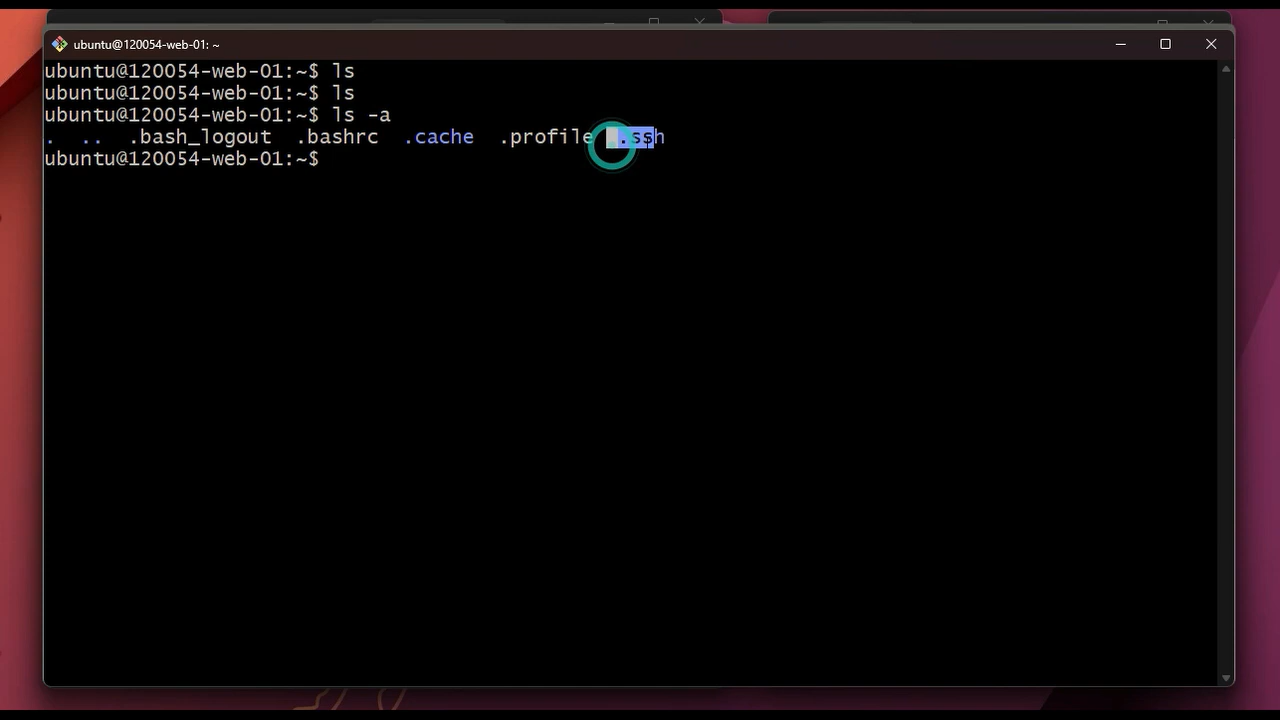 ubuntu@120054-web-01: ~
ubuntu@120054-web-01:~$ ls
ubuntu@120054-web-01:~$ ls
ubuntu@120054-web-01:~$ ls -a
.  ..  .bash_logout  .bashrc  .cache  .profile  .ssh
ubuntu@120054-web-01:~$